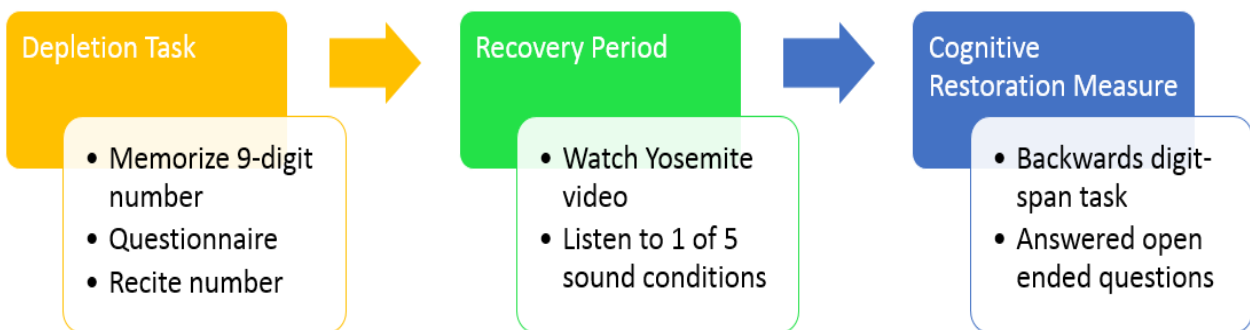 Depletion Task
• Memorize 9-digit
number
• Questionnaire
• Recite number
Recovery Period
• Watch Yosemite
video
• Listen to 1 of 5
sound conditions
Cognitive
Restoration Measure
• Backwards digit-
span task
• Answered open
ended questions